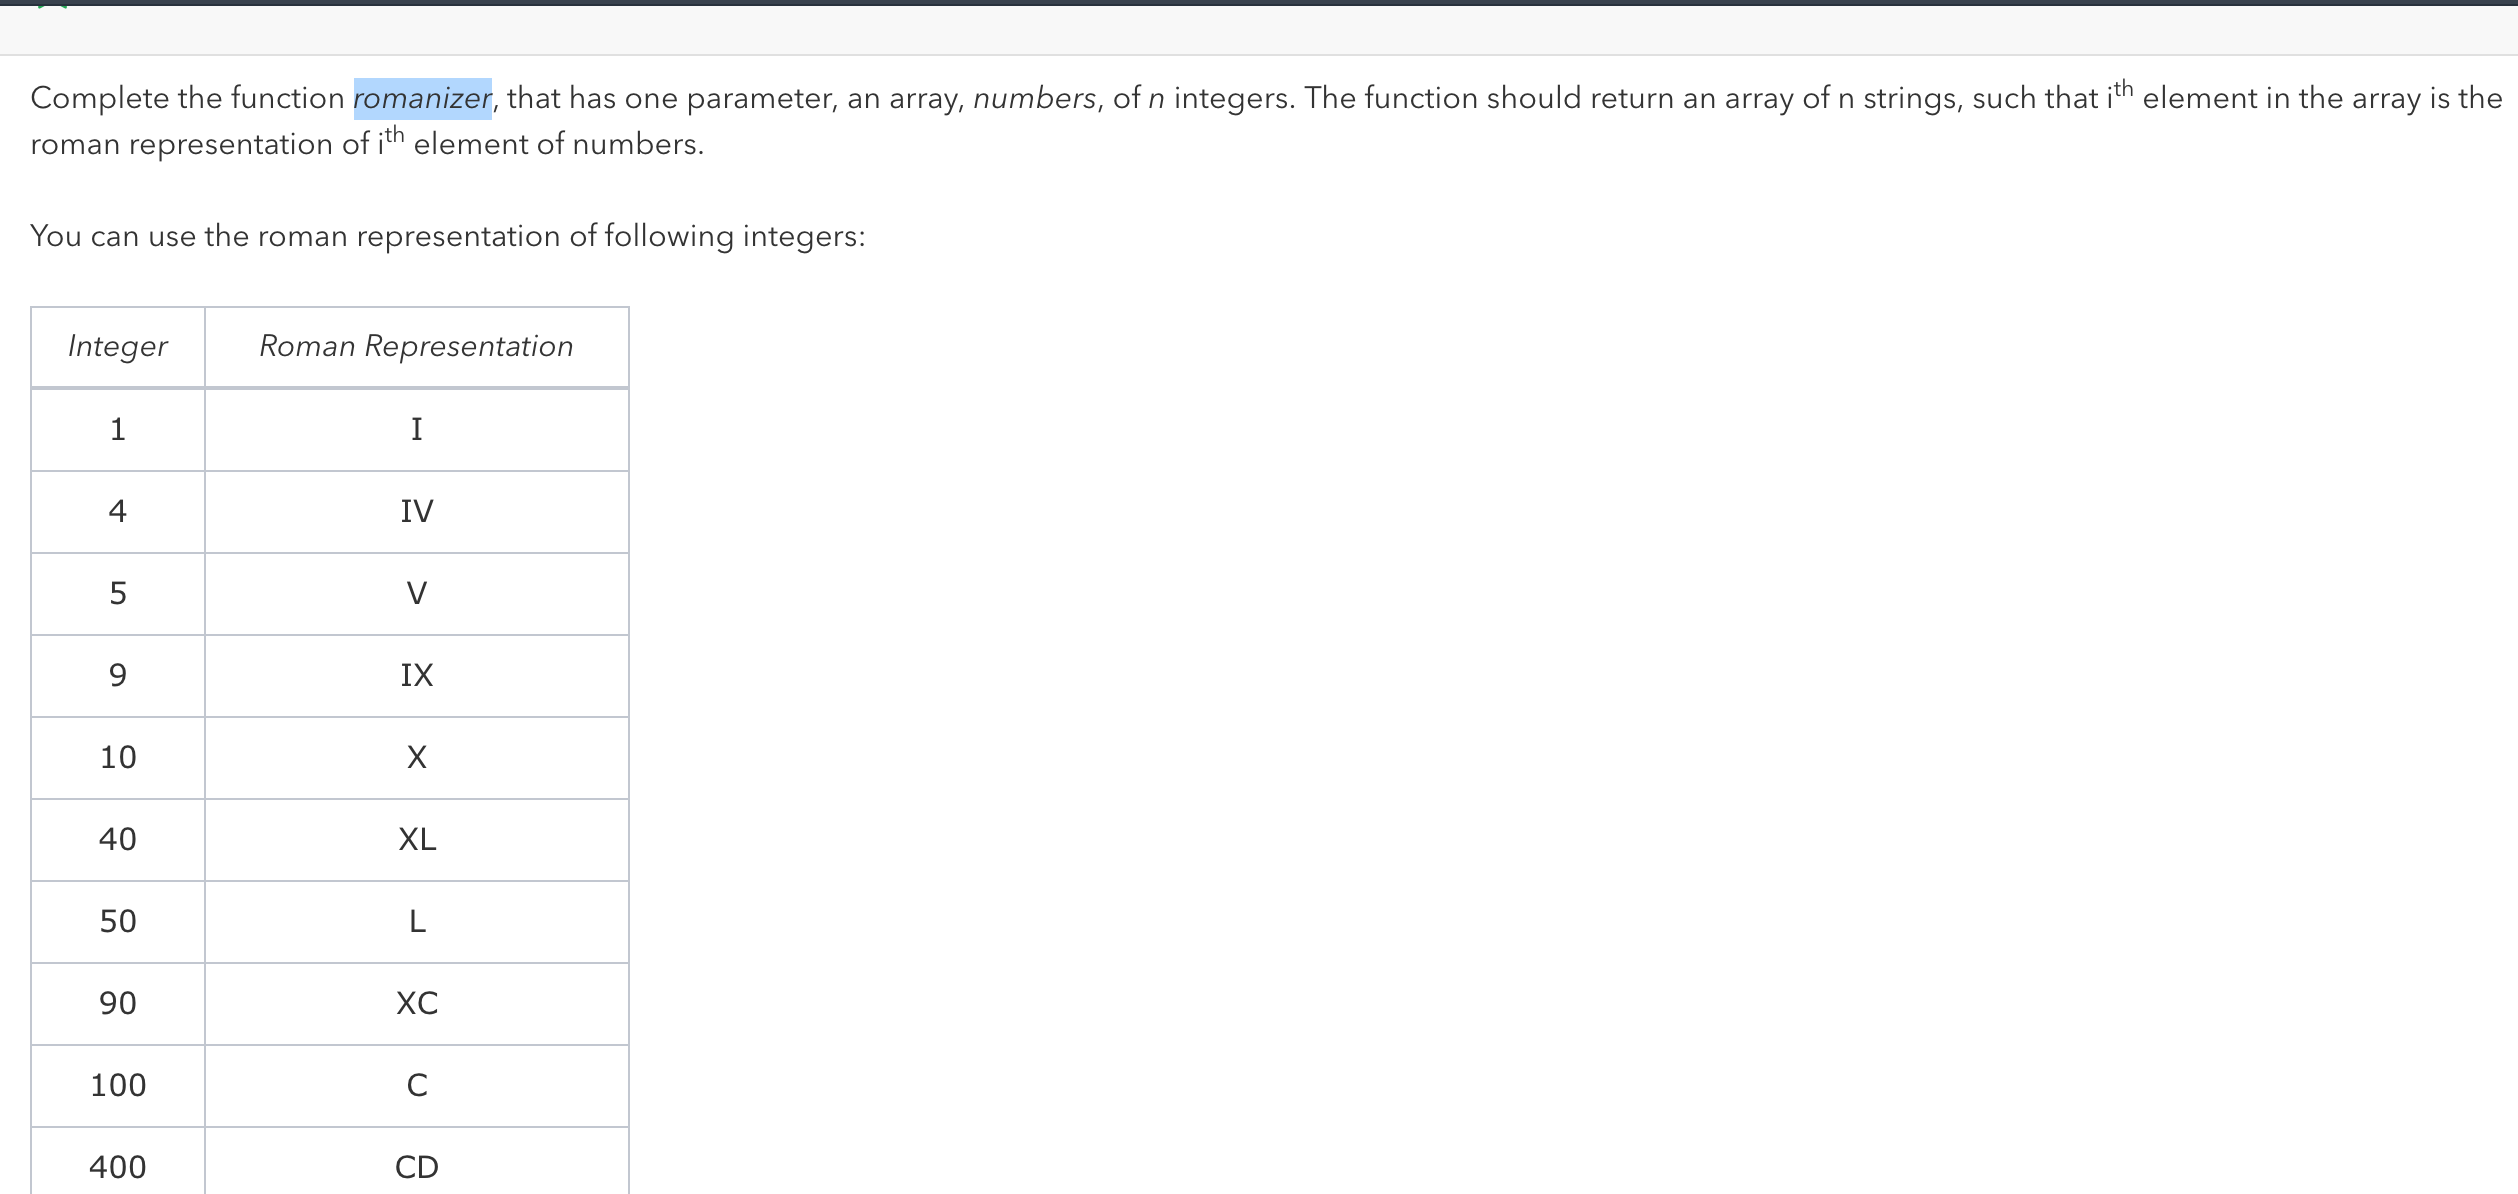 Complete the function romanizer, that has one parameter, an array, numbers, of n integers. The function should return an array of n strings, such that ith element in the array is the
roman representation of ith element of numbers.
You can use the roman representation of following integers:
Integer Roman Representation
1 I
4 IV
5 V
9 IX
10 X
40 XL
50 L
90 XC
100 C
400 CD